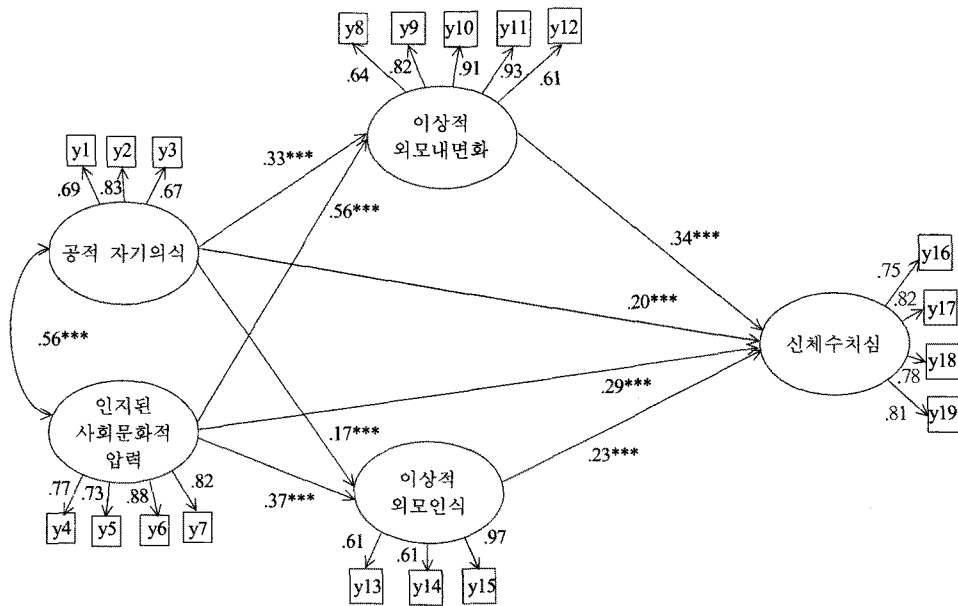 y8 y9 y10 y11 y12
.64 .82 .91 .93 .61
이상적
외모내면화
y1 y2 y3
.69 .83 .67
.33***
.56***
공적 자기의식
.34***
y16
.75
.82 y17
.20***
신체수치심
y18
.78
.56***
.29***
.81 y19
인지된
사회문화적
압력
.17***
.23***
.37***
이상적
외모인식
.77 .73 .88 .82
y4 y5 y6 y7
.61 .61 .97
y13 y14 y15